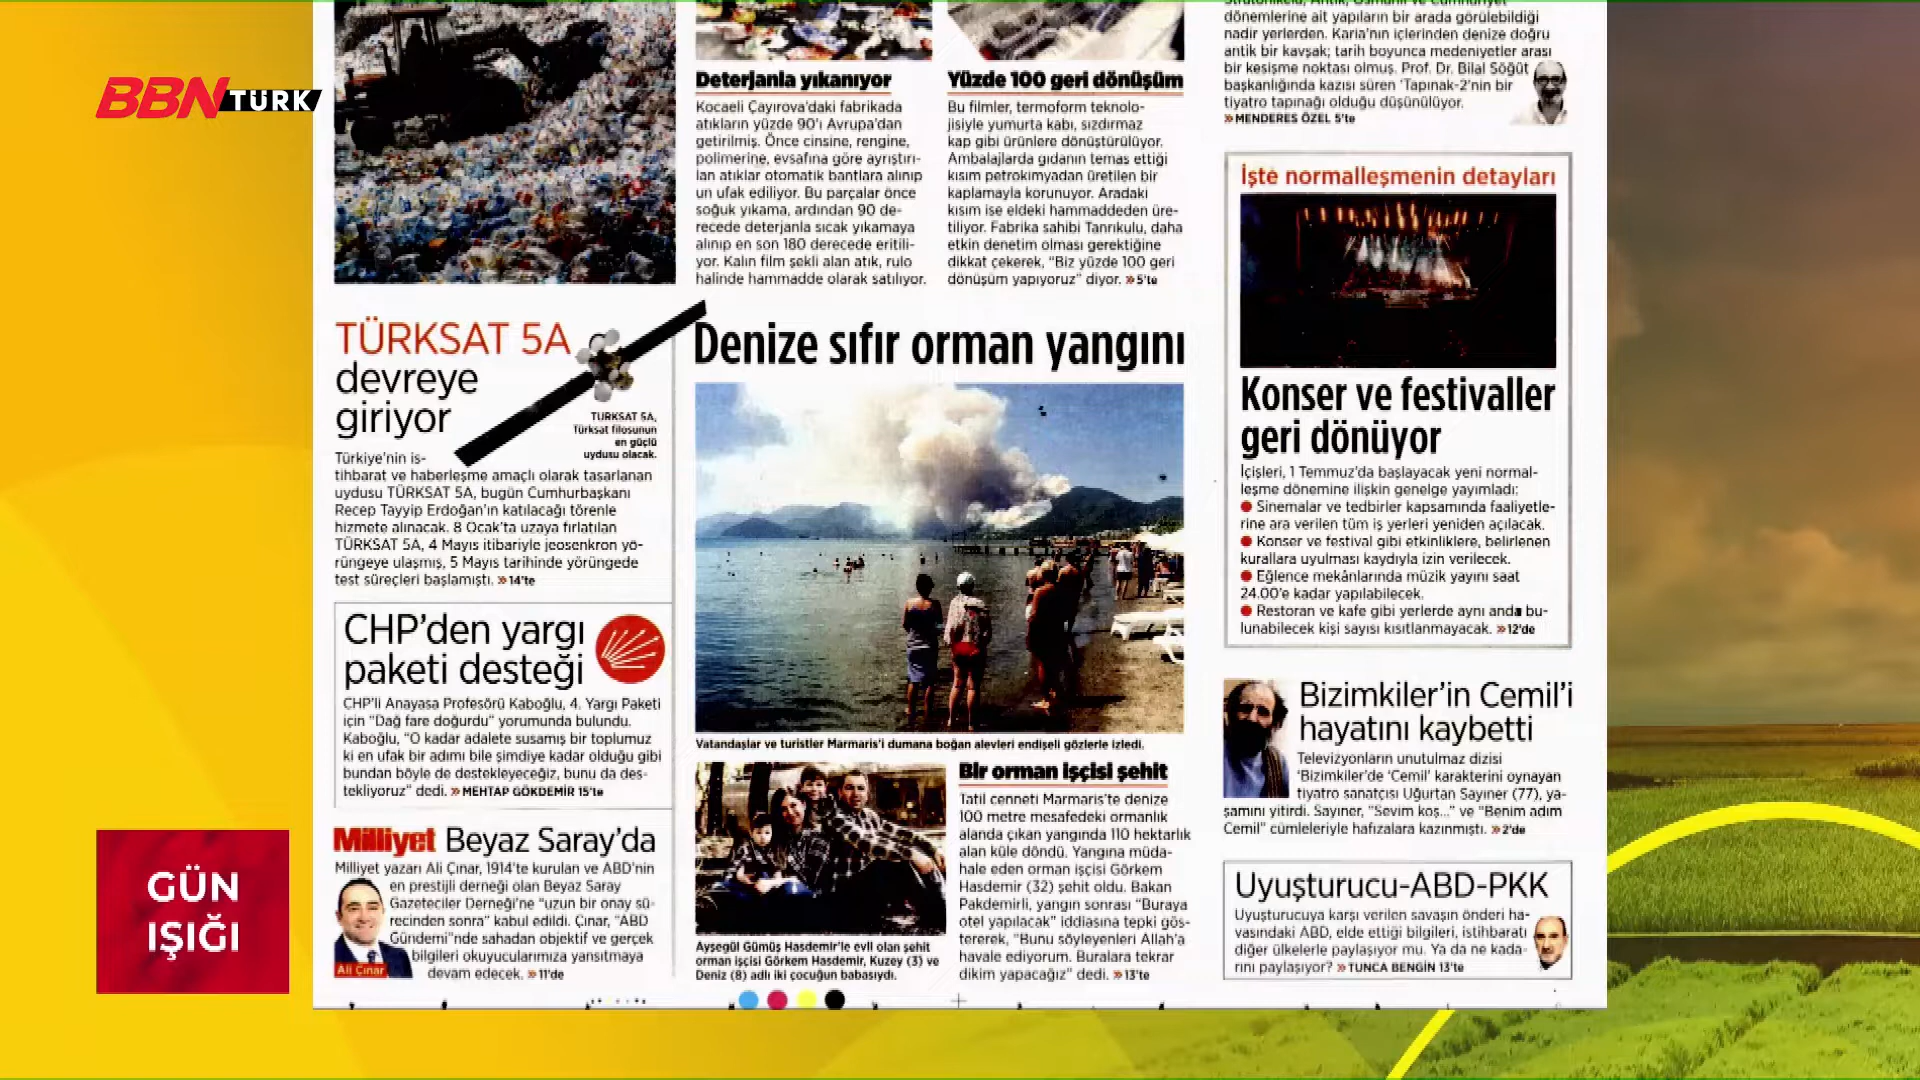 BBN TÜRK
Deterjanla yıkanıyor
Kocaeli Çayırova'daki fabrikada
atıkların yüzde 90'ı Avrupa'dan
getirilmiş. Önce cinsine, rengine,
polimerine, evsafına göre ayrıştırı-
lan atıklar otomatik bantlara alınıp
un ufak ediliyor. Bu parçalar önce
soğuk yıkama, ardından 90 de-
recede deterjanla sıcak yıkamaya
alınıp en son 180 derecede eritili-
yor. Kalın film şekli alan atık, rulo
halinde hammadde olarak satılıyor.
Yüzde 100 geri dönüşüm
Bu filmler, termoform teknolo-
jisiyle yumurta kabı, sızdırmaz
kap gibi ürünlere dönüştürülüyor.
Ambalajlarda gıdanın temas ettiği
kısım petrokimyadan üretilen bir
kaplamayla korunuyor. Aradaki
kısım ise eldeki hammaddeden üre-
tiliyor. Fabrika sahibi Tanrıkulu, daha
etkin denetim olması gerektiğine
dikkat çekerek, "Biz yüzde 100 geri
dönüşüm yapıyoruz" diyor. »5'te
dönemlerine ait yapıların bir arada görülebildiği
nadir yerlerden. Karia'nın içlerinden denize doğru
antik bir kavşak; tarih boyunca medeniyetler arası
bir kesişme noktası olmuş. Prof. Dr. Bilal Söğüt
başkanlığında kazısı süren 'Tapınak-2'nin bir
tiyatro tapınağı olduğu düşünülüyor.
»MENDERES ÖZEL 5'te
TÜRKSAT 5A
devreye
giriyor
TÜRKSAT 5A,
Türksat filosunun
en güçlü
uydusu olacak.
Türkiye'nin is-
tihbarat ve haberleşme amaçlı olarak tasarlanan
uydusu TÜRKSAT 5A, bugün Cumhurbaşkanı
Recep Tayyip Erdoğan'ın katılacağı törenle
hizmete alınacak. 8 Ocak'ta uzaya fırlatılan
TÜRKSAT 5A, 4 Mayıs itibariyle jeosenkron yö-
rüngeye ulaşmış, 5 Mayıs tarihinde yörüngede
test süreçleri başlamıştı. »14'te
CHP'den yargı
paketi desteği
CHP'li Anayasa Profesörü Kaboğlu, 4. Yargı Paketi
için "Dağ fare doğurdu" yorumunda bulundu.
Kaboğlu, "O kadar adalete susamış bir toplumuz
ki en ufak bir adımı bile şimdiye kadar olduğu gibi
bundan böyle de destekleyeceğiz, bunu da des-
tekliyoruz" dedi. »MEHTAP GÖKDEMİR 15'te
Milliyet Beyaz Saray'da
Milliyet yazarı Ali Çınar, 1914'te kurulan ve ABD'nin
en prestijli derneği olan Beyaz Saray
Gazeteciler Derneği'ne "uzun bir onay sü-
recinden sonra" kabul edildi. Çınar, "ABD
Gündemi"nde sahadan objektif ve gerçek
bilgileri okuyucularımıza yansıtmaya
devam edecek. »11'de
Ali Çınar
Denize sıfır orman yangını
Vatandaşlar ve turistler Marmaris'i dumana boğan alevleri endişeli gözlerle izledi.
Ayşegül Gümüş Hasdemir'le evli olan şehit
orman işçisi Görkem Hasdemir, Kuzey (3) ve
Deniz (8) adlı iki çocuğun babasıydı.
Bir orman işçisi şehit
Tatil cenneti Marmaris'te denize
100 metre mesafedeki ormanlık
alanda çıkan yangında 110 hektarlık
alan küle döndü. Yangına müda-
hale eden orman işçisi Görkem
Hasdemir (32) şehit oldu. Bakan
Pakdemirli, yangın sonrası "Buraya
otel yapılacak" iddiasına tepki gös-
tererek, "Bunu söyleyenleri Allah'a
havale ediyorum. Buralara tekrar
dikim yapacağız" dedi. »13'te
İşte normalleşmenin detayları
Konser ve festivaller
geri dönüyor
İçişleri, 1 Temmuz'da başlayacak yeni normal-
leşme dönemine ilişkin genelge yayımladı:
● Sinemalar ve tedbirler kapsamında faaliyetle-
rine ara verilen tüm iş yerleri yeniden açılacak.
● Konser ve festival gibi etkinliklere, belirlenen
kurallara uyulması kaydıyla izin verilecek.
● Eğlence mekânlarında müzik yayını saat
24.00'e kadar yapılabilecek.
● Restoran ve kafe gibi yerlerde aynı anda bu-
lunabilecek kişi sayısı kısıtlanmayacak. »12'de
Bizimkiler'in Cemil'i
hayatını kaybetti
Televizyonların unutulmaz dizisi
'Bizimkiler'de 'Cemil' karakterini oynayan
tiyatro sanatçısı Uğurtan Sayıner (77), ya-
şamını yitirdi. Sayıner, "Sevim koş..." ve "Benim adım
Cemil" cümleleriyle hafızalara kazınmıştı. »2'de
Uyuşturucu-ABD-PKK
Uyuşturucuya karşı verilen savaşın önderi ha-
vasındaki ABD, elde ettiği bilgileri, istihbaratı
diğer ülkelerle paylaşıyor mu. Ya da ne kada-
rını paylaşıyor? »TUNCA BENGİN 13'te
GÜN
IŞIĞI